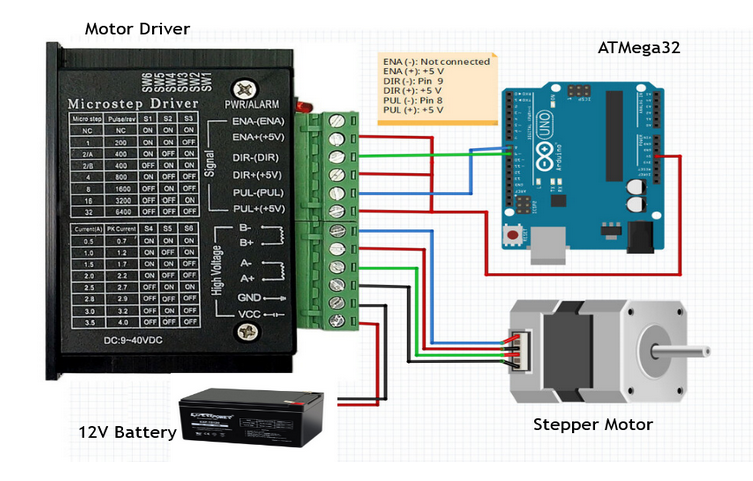 Motor Driver
ATMega32
ENA (-): Not connected
ENA (+): +5 V
DIR (-): Pin 9
DIR (+): +5 V
PUL (-): Pin 8
PUL (+): +5 V
SW6
SW5
SW4
SW3
SW2
SW1
Microstep Driver
PWR/ALARM
Micro step Pulse/rev S1 S2 S3
NC NC ON ON ON
1 200 ON ON OFF
2/A 400 ON OFF ON
2/B 400 OFF ON ON
4 800 ON OFF OFF
8 1600 OFF ON OFF
16 3200 OFF OFF ON
32 6400 OFF OFF OFF
Current(A) PK Current S4 S5 S6
0.5 0.7 ON ON ON
1.0 1.2 ON OFF ON
1.5 1.7 ON ON OFF
2.0 2.2 ON OFF OFF
2.5 2.7 OFF ON ON
2.8 2.9 OFF OFF ON
3.0 3.2 OFF ON OFF
3.5 4.0 OFF OFF OFF
DC:9~40VDC
Signal
ENA-(ENA)
ENA+(+5V)
DIR-(DIR)
DIR+(+5V)
PUL-(PUL)
PUL+(+5V)
High Voltage
B-
B+
A-
A+
GND
VCC
UNO
ICSP
RESET
12V Battery
Stepper Motor